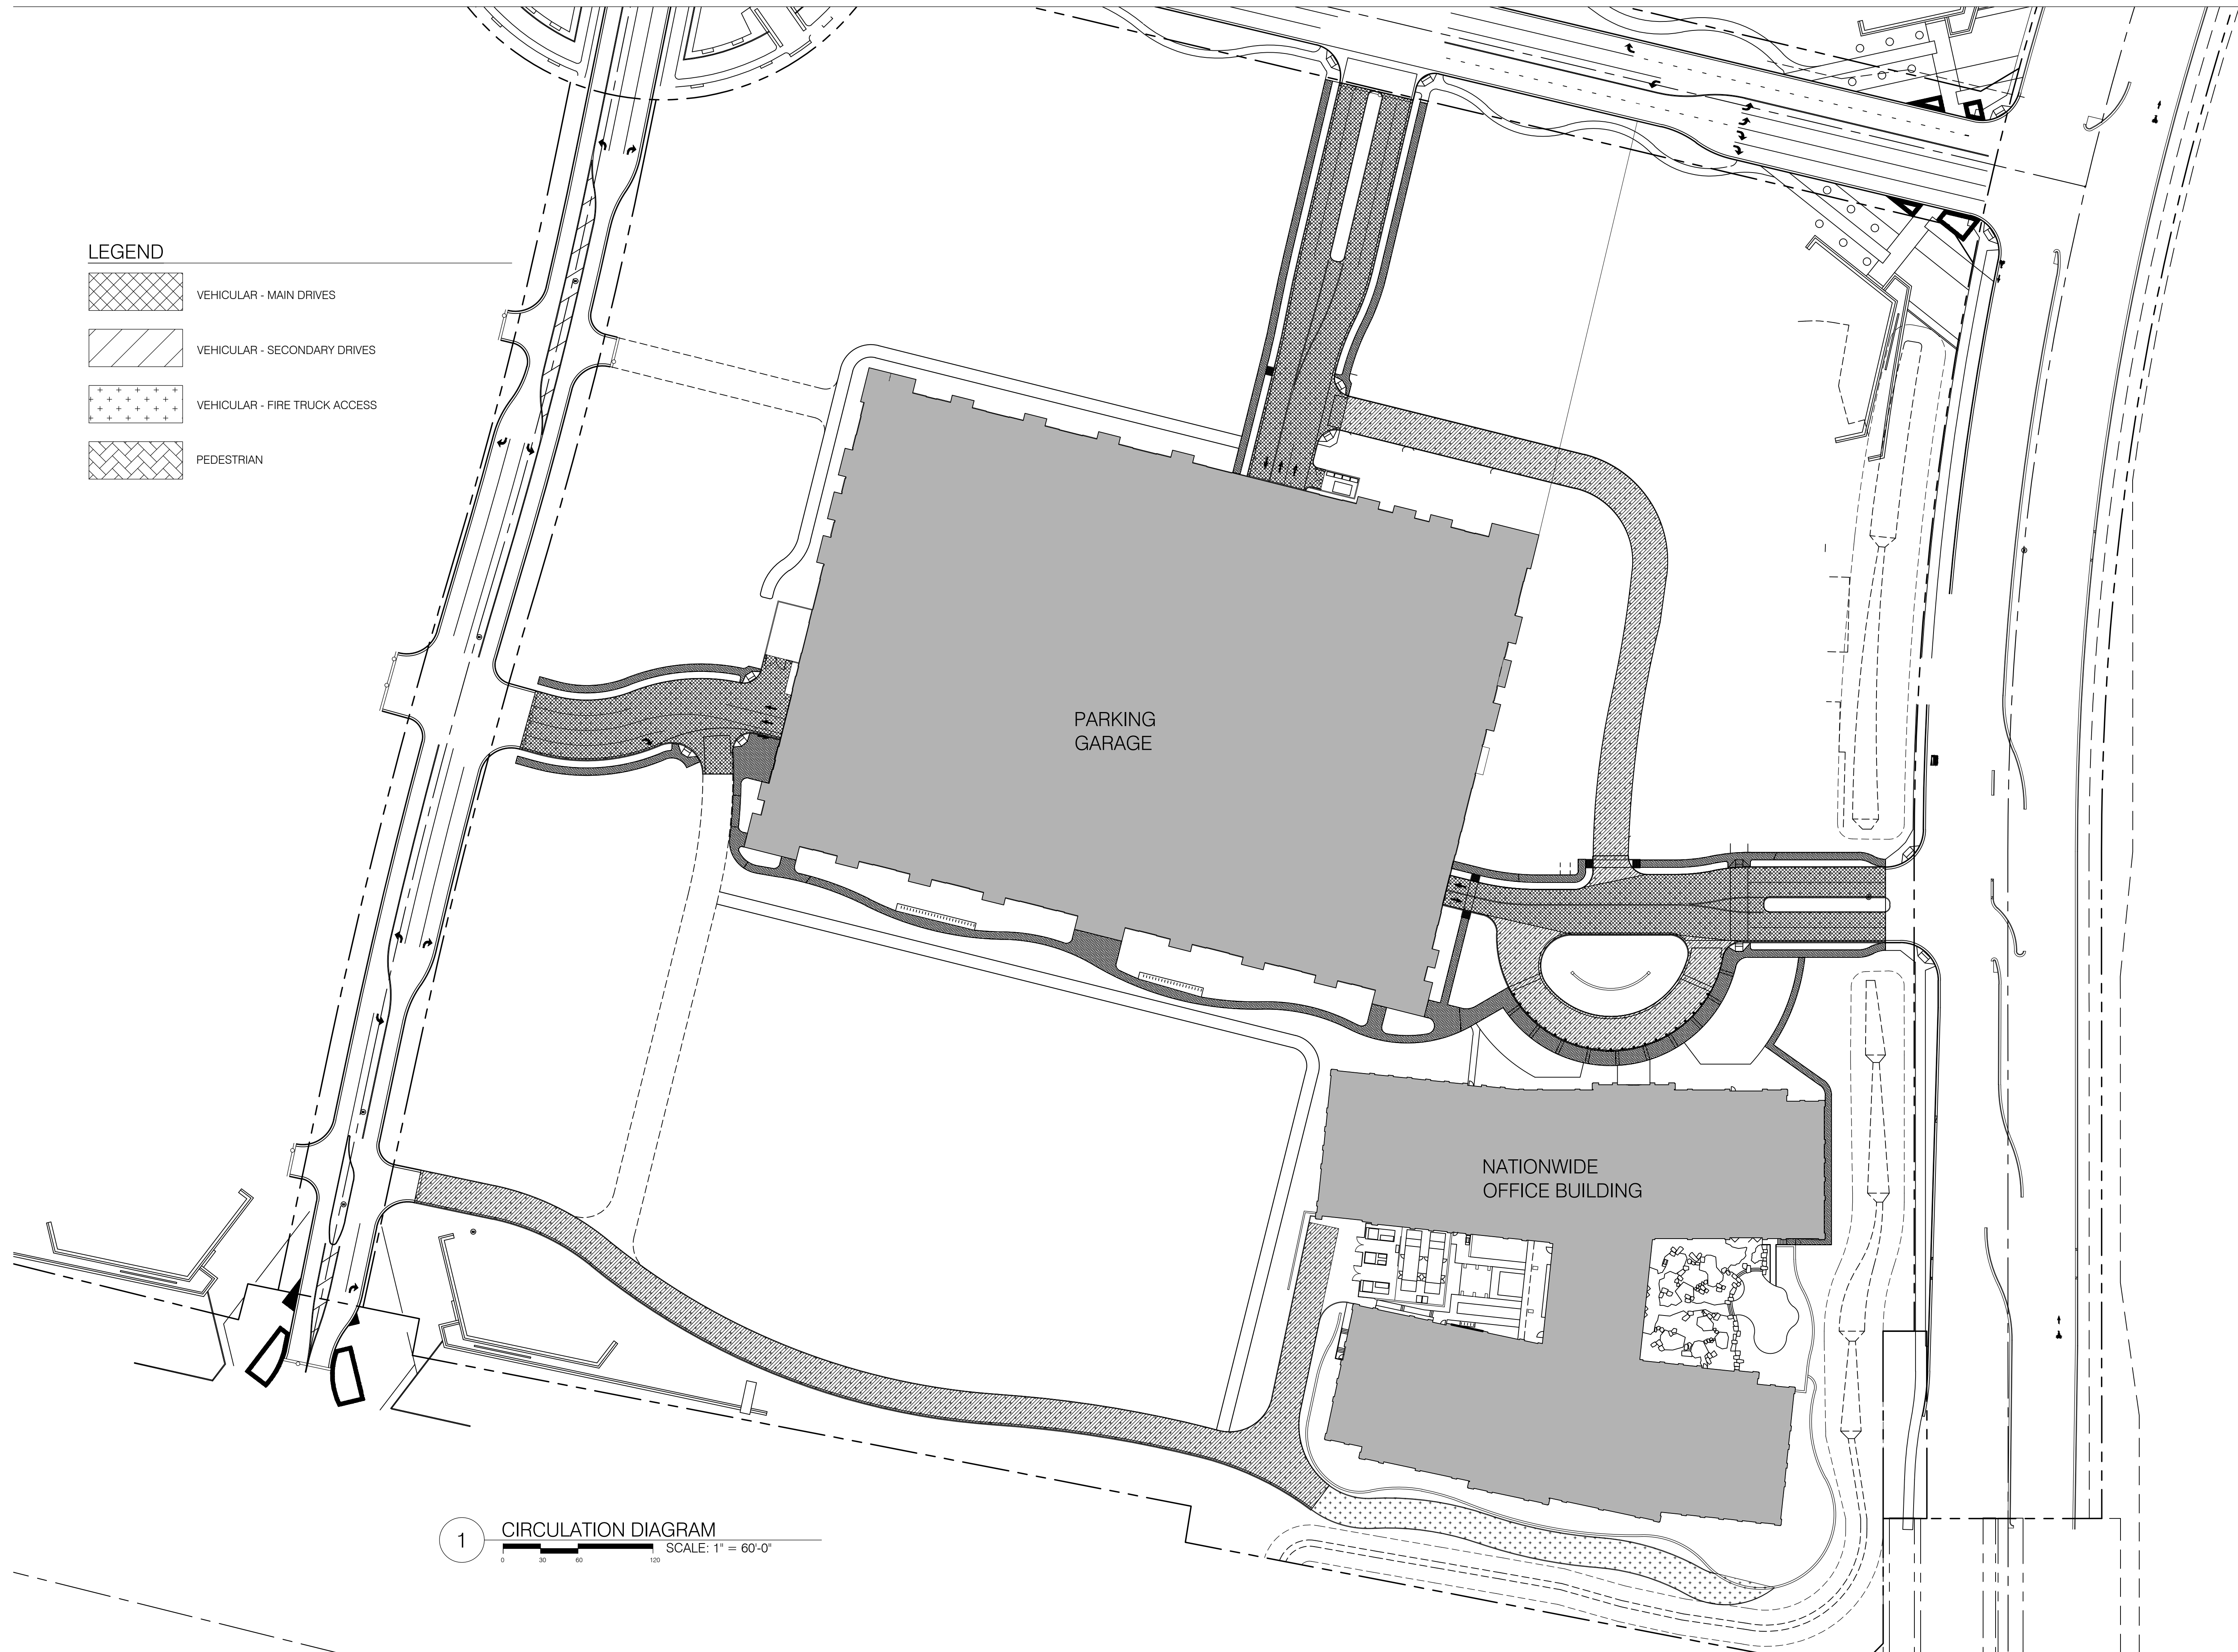 LEGEND
VEHICULAR - MAIN DRIVES
VEHICULAR - SECONDARY DRIVES
VEHICULAR - FIRE TRUCK ACCESS
PEDESTRIAN
PARKING
GARAGE
NATIONWIDE
OFFICE BUILDING
1
CIRCULATION DIAGRAM
SCALE: 1" = 60'-0"
0 30 60 120